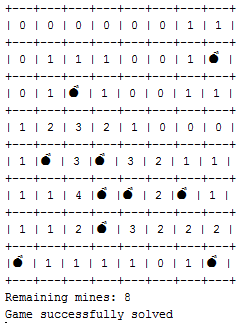 +---+---+---+---+---+---+---+---+
| 0 | 0 | 0 | 0 | 0 | 0 | 1 | 1 |
+---+---+---+---+---+---+---+---+
| 0 | 1 | 1 | 1 | 0 | 0 | 1 |💣|
+---+---+---+---+---+---+---+---+
| 0 | 1 |💣| 1 | 0 | 0 | 1 | 1 |
+---+---+---+---+---+---+---+---+
| 1 | 2 | 3 | 2 | 1 | 0 | 0 | 0 |
+---+---+---+---+---+---+---+---+
| 1 |💣| 3 |💣| 3 | 2 | 1 | 1 |
+---+---+---+---+---+---+---+---+
| 1 | 1 | 4 |💣|💣| 2 |💣| 1 |
+---+---+---+---+---+---+---+---+
| 1 | 1 | 2 |💣| 3 | 2 | 2 | 2 |
+---+---+---+---+---+---+---+---+
|💣| 1 | 1 | 1 | 1 | 0 | 1 |💣|
+---+---+---+---+---+---+---+---+
Remaining mines: 8
Game successfully solved